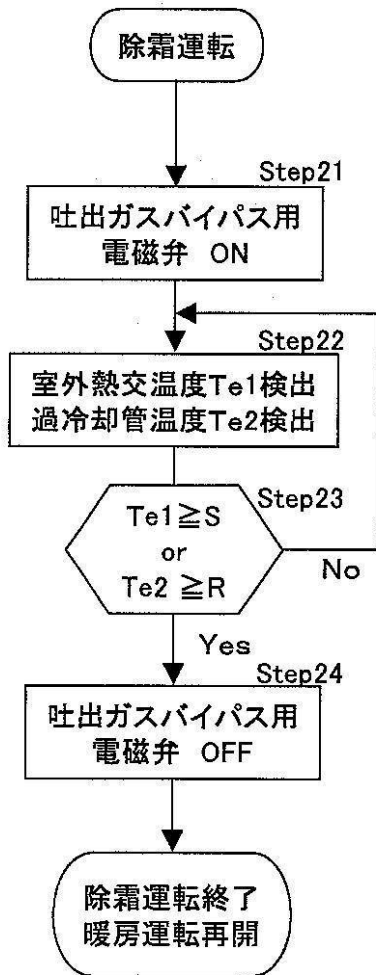 除霜運転
Step21
吐出ガスバイパス用
電磁弁 ON
Step22
室外熱交温度Te1検出
過冷却管温度Te2検出
Step23
Te1≧S
or
Te2 ≧R
No
Yes
Step24
吐出ガスバイパス用
電磁弁 OFF
除霜運転終了
暖房運転再開